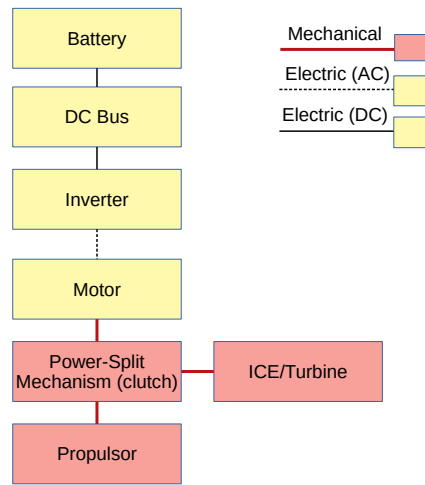 Battery
DC Bus
Inverter
Motor
Power-Split
Mechanism (clutch)
ICE/Turbine
Propulsor
Mechanical
Electric (AC)
Electric (DC)